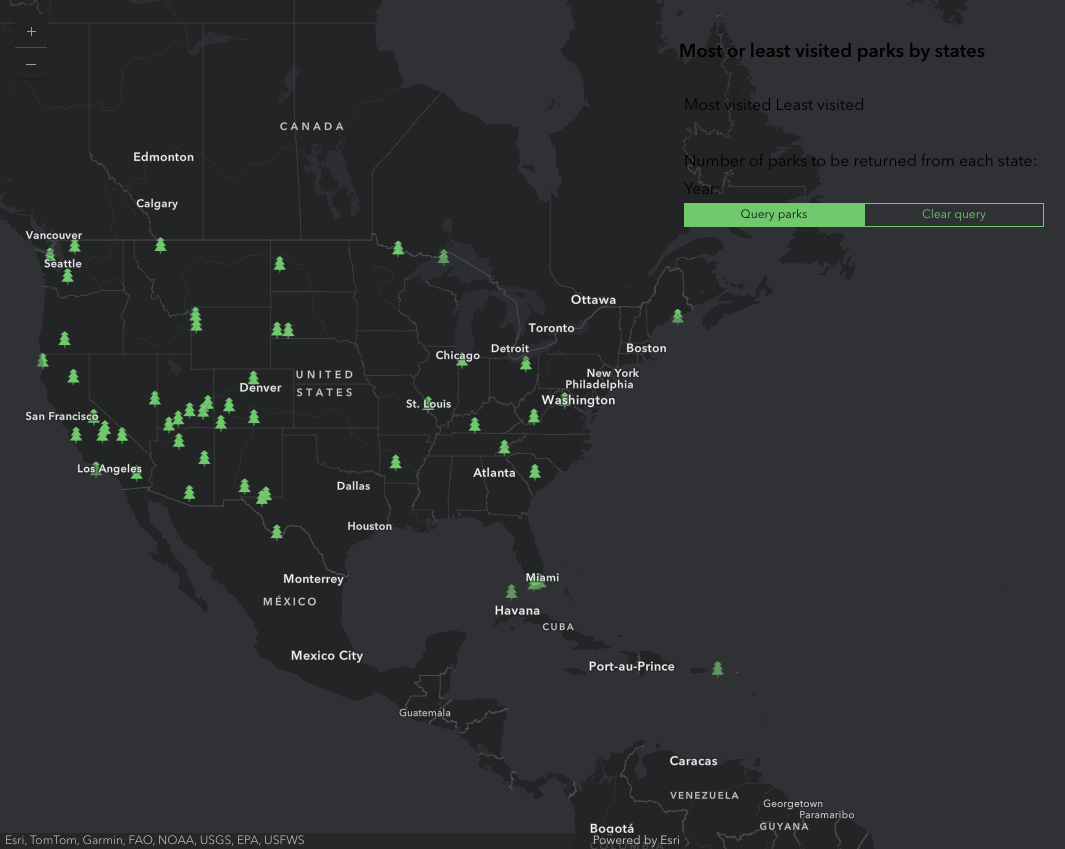 +
Most or least visited parks by states
–
Most visited Least visited
CANADA
Edmonton
Number of parks to be returned from each state:
Year:
Calgary
Query parks
Clear query
Vancouver
Seattle
Ottawa
Toronto
Detroit
Boston
Chicago
New York
UNITED
STATES
Philadelphia
Denver
Washington
St. Louis
San Francisco
Los Angeles
Atlanta
Dallas
Houston
Miami
Monterrey
MÉXICO
Havana
CUBA
Mexico City
Port-au-Prince
Guatemala
Caracas
VENEZUELA
Georgetown
Paramaribo
GUYANA
Bogotá
Esri, TomTom, Garmin, FAO, NOAA, USGS, EPA, USFWS
Powered by Esri